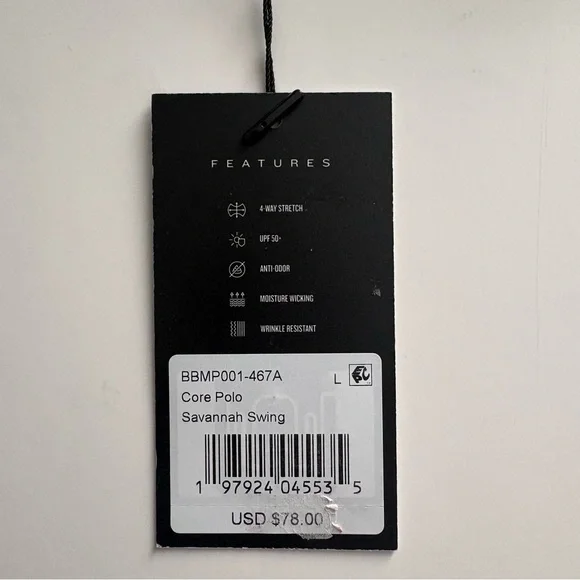 FEATURES
4-WAY STRETCH
UPF 50+
ANTI-ODOR
MOISTURE WICKING
WRINKLE RESISTANT
BBMP001-467A L
Core Polo
Savannah Swing
1 97924 04553 5
USD $78.00